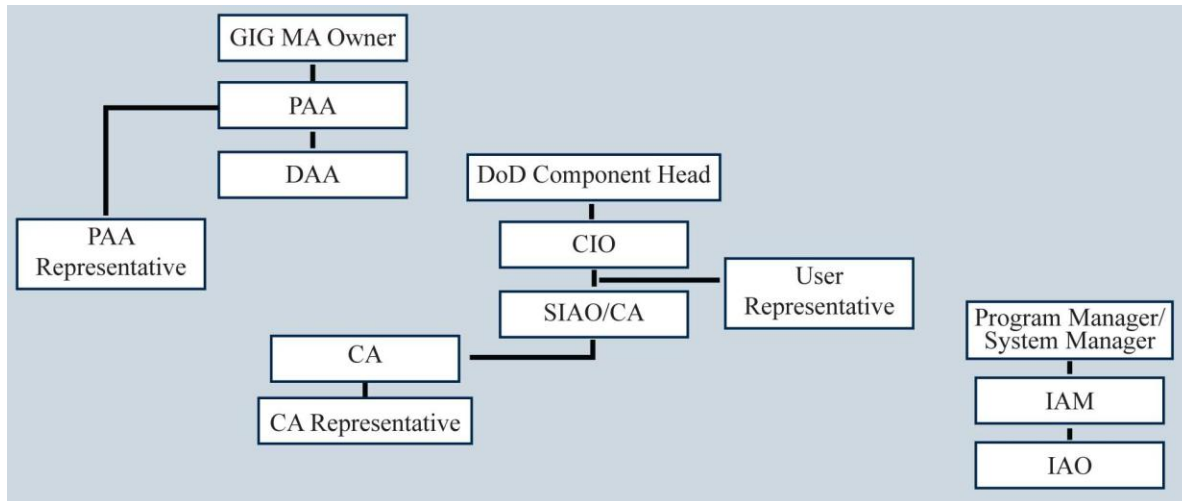 GIG MA Owner
PAA
DAA
PAA
Representative
DoD Component Head
CIO
User
Representative
SIAO/CA
CA
CA Representative
Program Manager/
System Manager
IAM
IAO